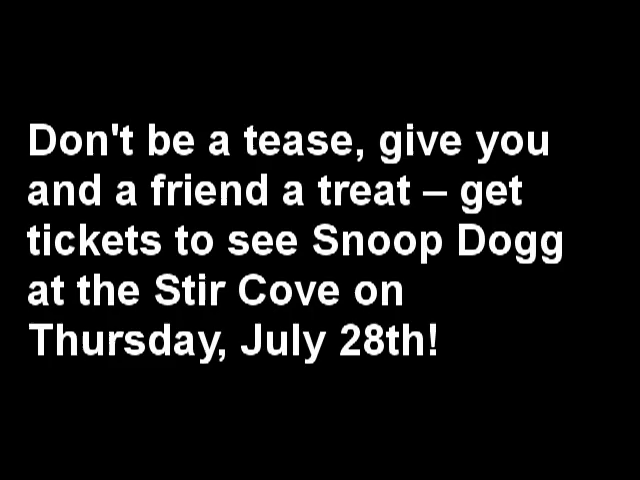 Don't be a tease, give you
and a friend a treat – get
tickets to see Snoop Dogg
at the Stir Cove on
Thursday, July 28th!